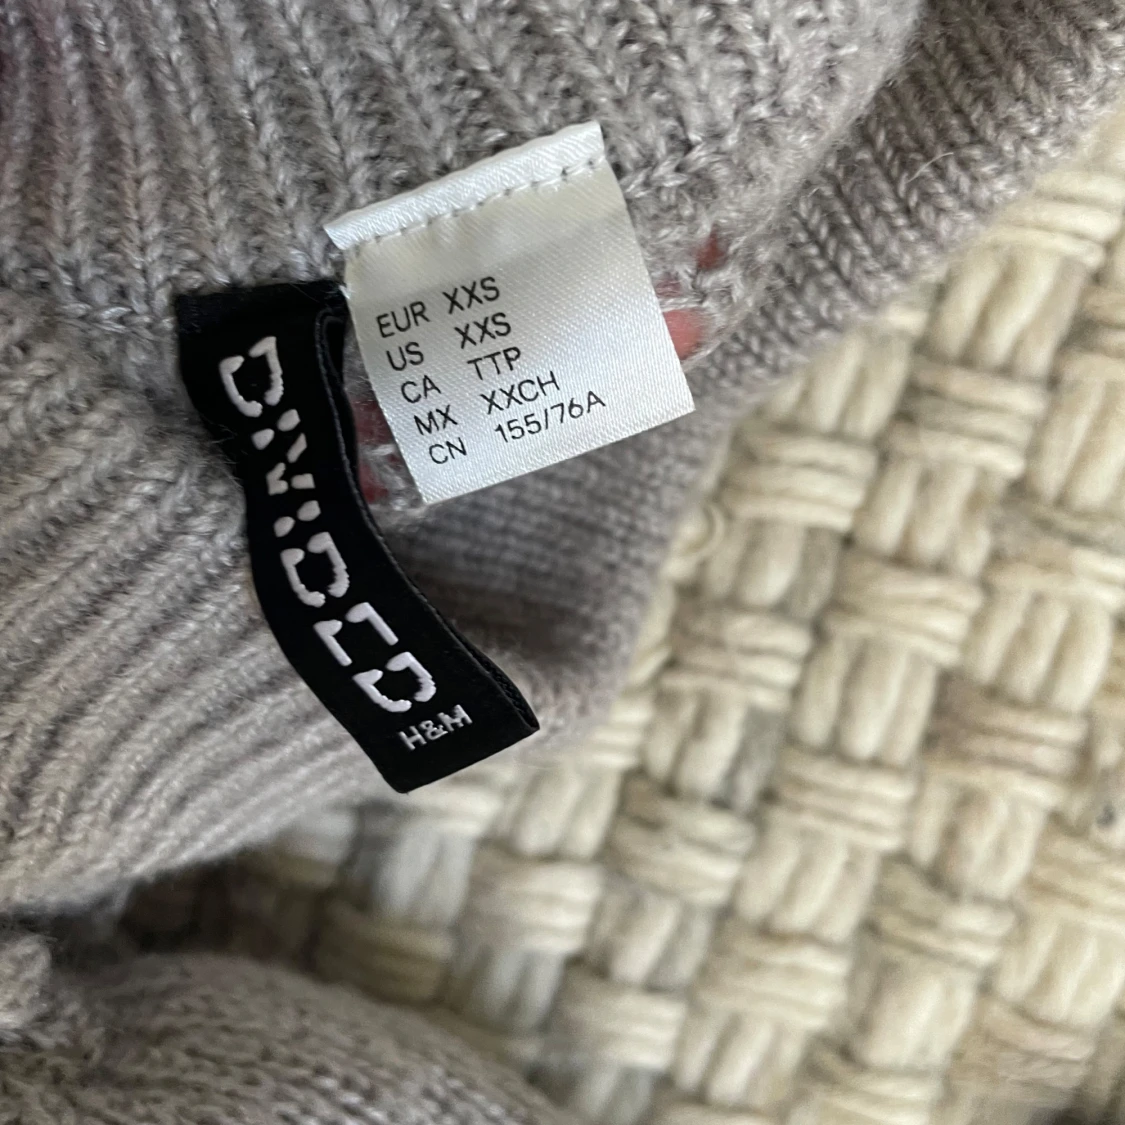 EUR XXS
US XXS
CA TTP
MX XXCH
CN 155/76A
DIVIDED
H&M